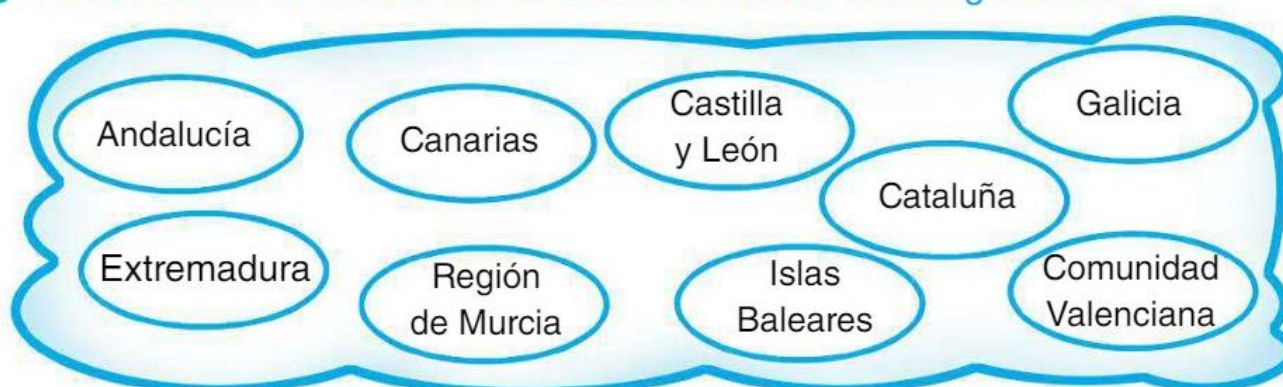 Andalucía
Canarias
Castilla
y León
Galicia
Cataluña
Extremadura
Región
de Murcia
Islas
Baleares
Comunidad
Valenciana